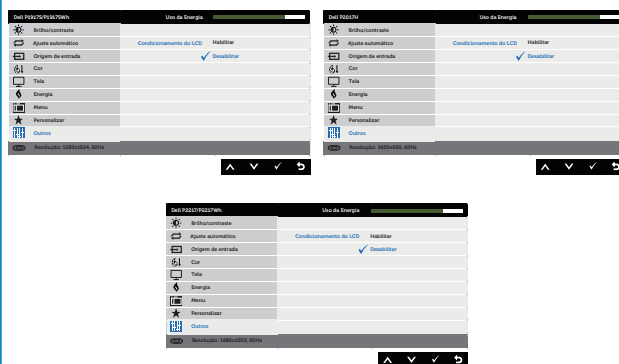 Dell P1917S/P1917SWh Uso da Energia
Brilho/contraste
Ajuste automático Condicionamento do LCD Habilitar
Origem de entrada Desabilitar
Cor
Tela
Energia
Menu
Personalizar
Outros
Resolução: 1280x1024, 60Hz
Dell P2017H Uso da Energia
Brilho/contraste
Ajuste automático Condicionamento do LCD Habilitar
Origem de entrada Desabilitar
Cor
Tela
Energia
Menu
Personalizar
Outros
Resolução: 1600x900, 60Hz
Dell P2217/P2217Wh Uso da Energia
Brilho/contraste
Ajuste automático Condicionamento do LCD Habilitar
Origem de entrada Desabilitar
Cor
Tela
Energia
Menu
Personalizar
Outros
Resolução: 1680x1050, 60Hz